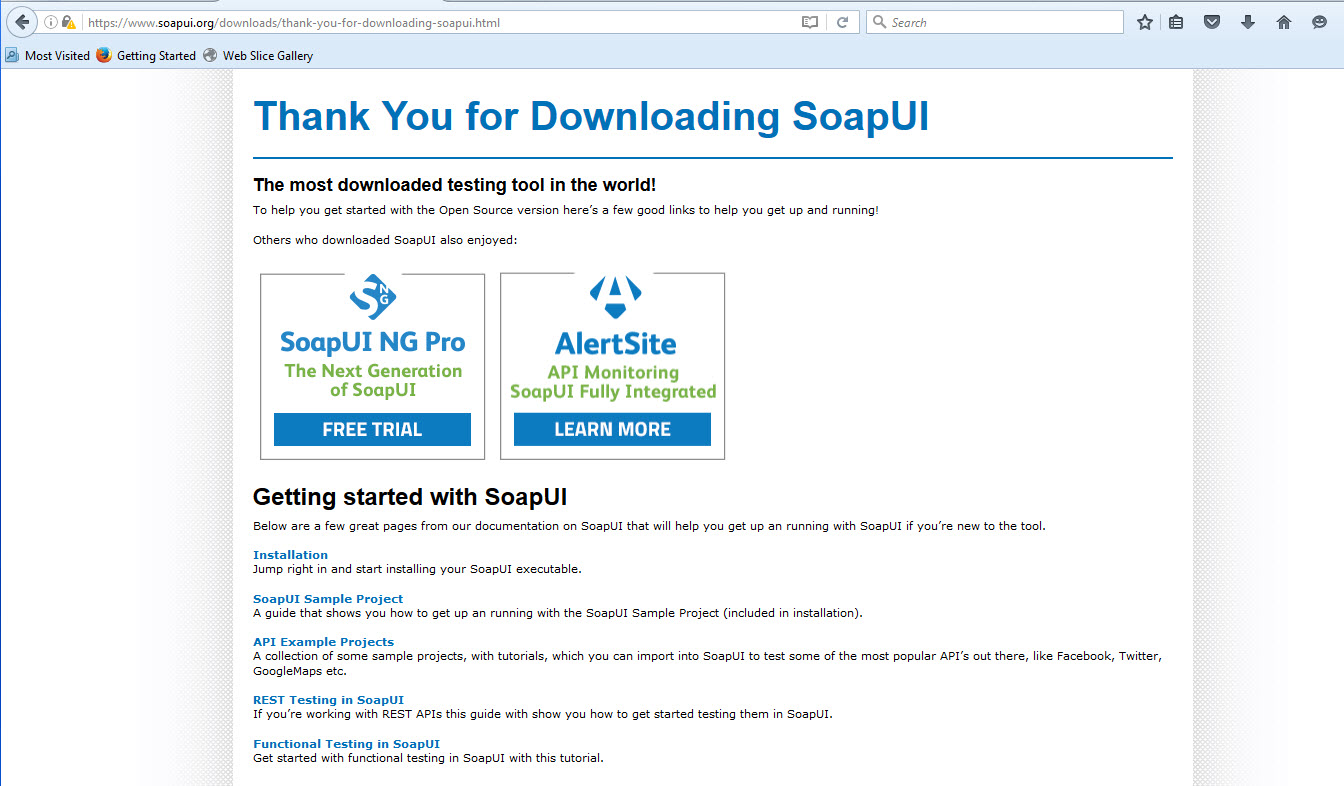 https://www.soapui.org/downloads/thank-you-for-downloading-soapui.html
Search
Most Visited
Getting Started
Web Slice Gallery
Thank You for Downloading SoapUI
The most downloaded testing tool in the world!
To help you get started with the Open Source version here’s a few good links to help you get up and running!
Others who downloaded SoapUI also enjoyed:
S NG
SoapUI NG Pro
The Next Generation
of SoapUI
FREE TRIAL
AlertSite
API Monitoring
SoapUI Fully Integrated
LEARN MORE
Getting started with SoapUI
Below are a few great pages from our documentation on SoapUI that will help you get up an running with SoapUI if you’re new to the tool.
Installation
Jump right in and start installing your SoapUI executable.
SoapUI Sample Project
A guide that shows you how to get up an running with the SoapUI Sample Project (included in installation).
API Example Projects
A collection of some sample projects, with tutorials, which you can import into SoapUI to test some of the most popular API’s out there, like Facebook, Twitter,
GoogleMaps etc.
REST Testing in SoapUI
If you’re working with REST APIs this guide with show you how to get started testing them in SoapUI.
Functional Testing in SoapUI
Get started with functional testing in SoapUI with this tutorial.